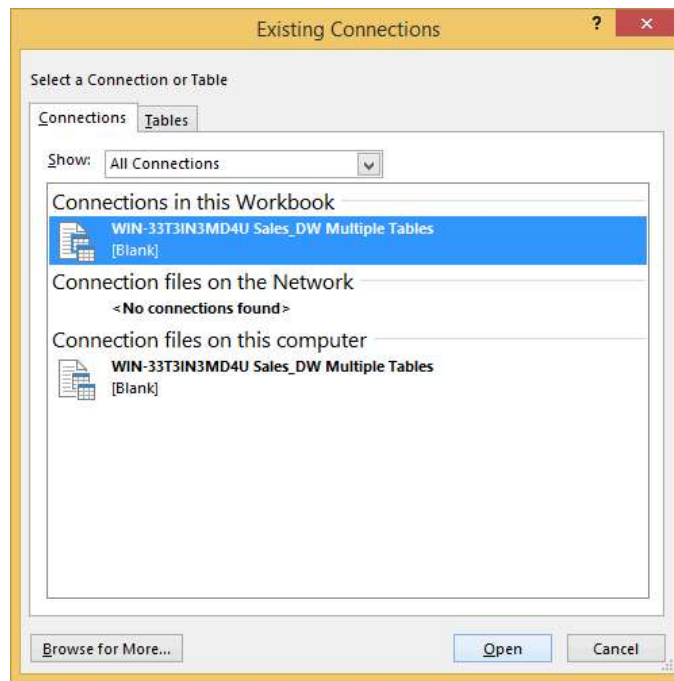 Existing Connections
?
Select a Connection or Table
Connections Tables
Show: All Connections
Connections in this Workbook
WIN-33T3IN3MD4U Sales_DW Multiple Tables
[Blank]
Connection files on the Network
<No connections found>
Connection files on this computer
WIN-33T3IN3MD4U Sales_DW Multiple Tables
[Blank]
Browse for More... Open Cancel